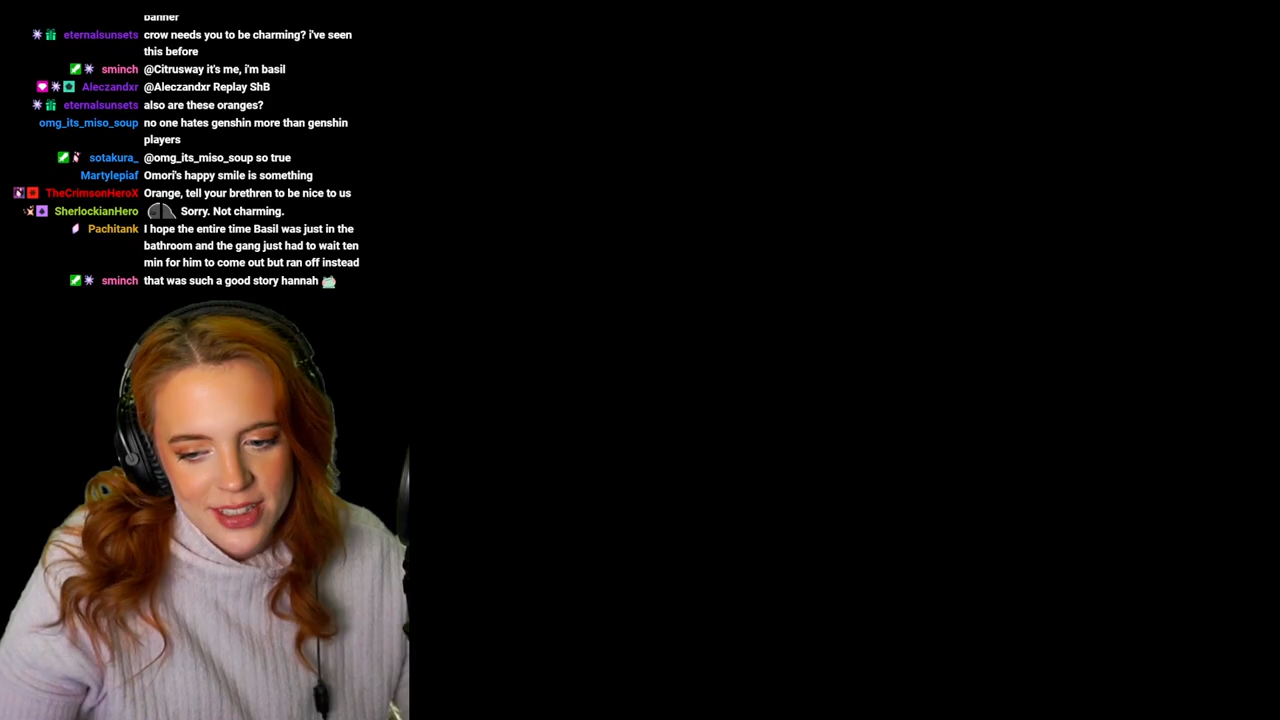 banner
eternalsunsets crow needs you to be charming? i've seen
this before
sminch @Citrusway it's me, i'm basil
Aleczandxr @Aleczandxr Replay ShB
eternalsunsets also are these oranges?
omg_its_miso_soup no one hates genshin more than genshin
players
sotakura_ @omg_its_miso_soup so true
Martylepiaf Omori's happy smile is something
TheCrimsonHeroX Orange, tell your brethren to be nice to us
SherlockianHero Sorry. Not charming.
Pachitank I hope the entire time Basil was just in the
bathroom and the gang just had to wait ten
min for him to come out but ran off instead
sminch that was such a good story hannah